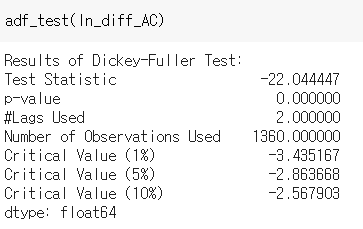 adf_test(ln_diff_AC)
Results of Dickey-Fuller Test:
Test Statistic -22.044447
p-value 0.000000
#Lags Used 2.000000
Number of Observations Used 1360.000000
Critical Value (1%) -3.435167
Critical Value (5%) -2.863668
Critical Value (10%) -2.567903
dtype: float64